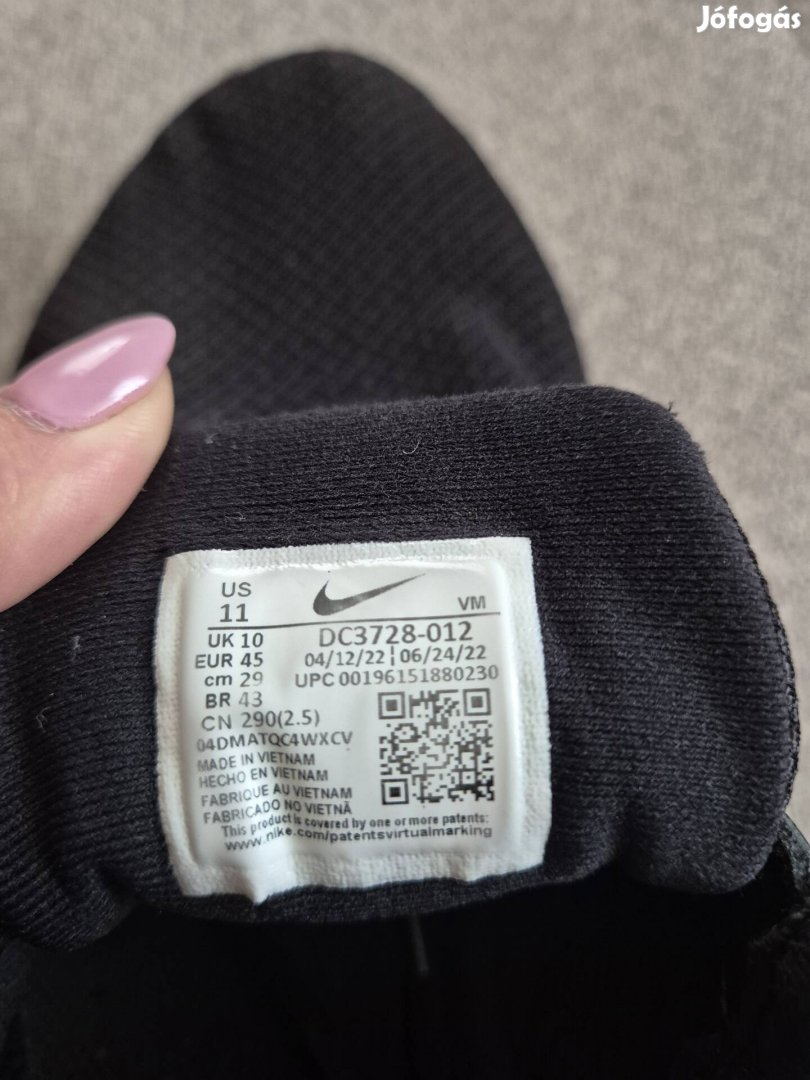 Jófogás
US
11
VM
UK 10
DC3728-012
EUR 45
04/12/22 | 06/24/22
cm 29
UPC 00196151880230
BR 43
CN 290(2.5)
04DMATQC4WXCV
MADE IN VIETNAM
HECHO EN VIETNAM
FABRIQUE AU VIETNAM
FABRICADO NO VIETNÃ
This product is covered by one or more patents:
www.nike.com/patentsvirtualmarking